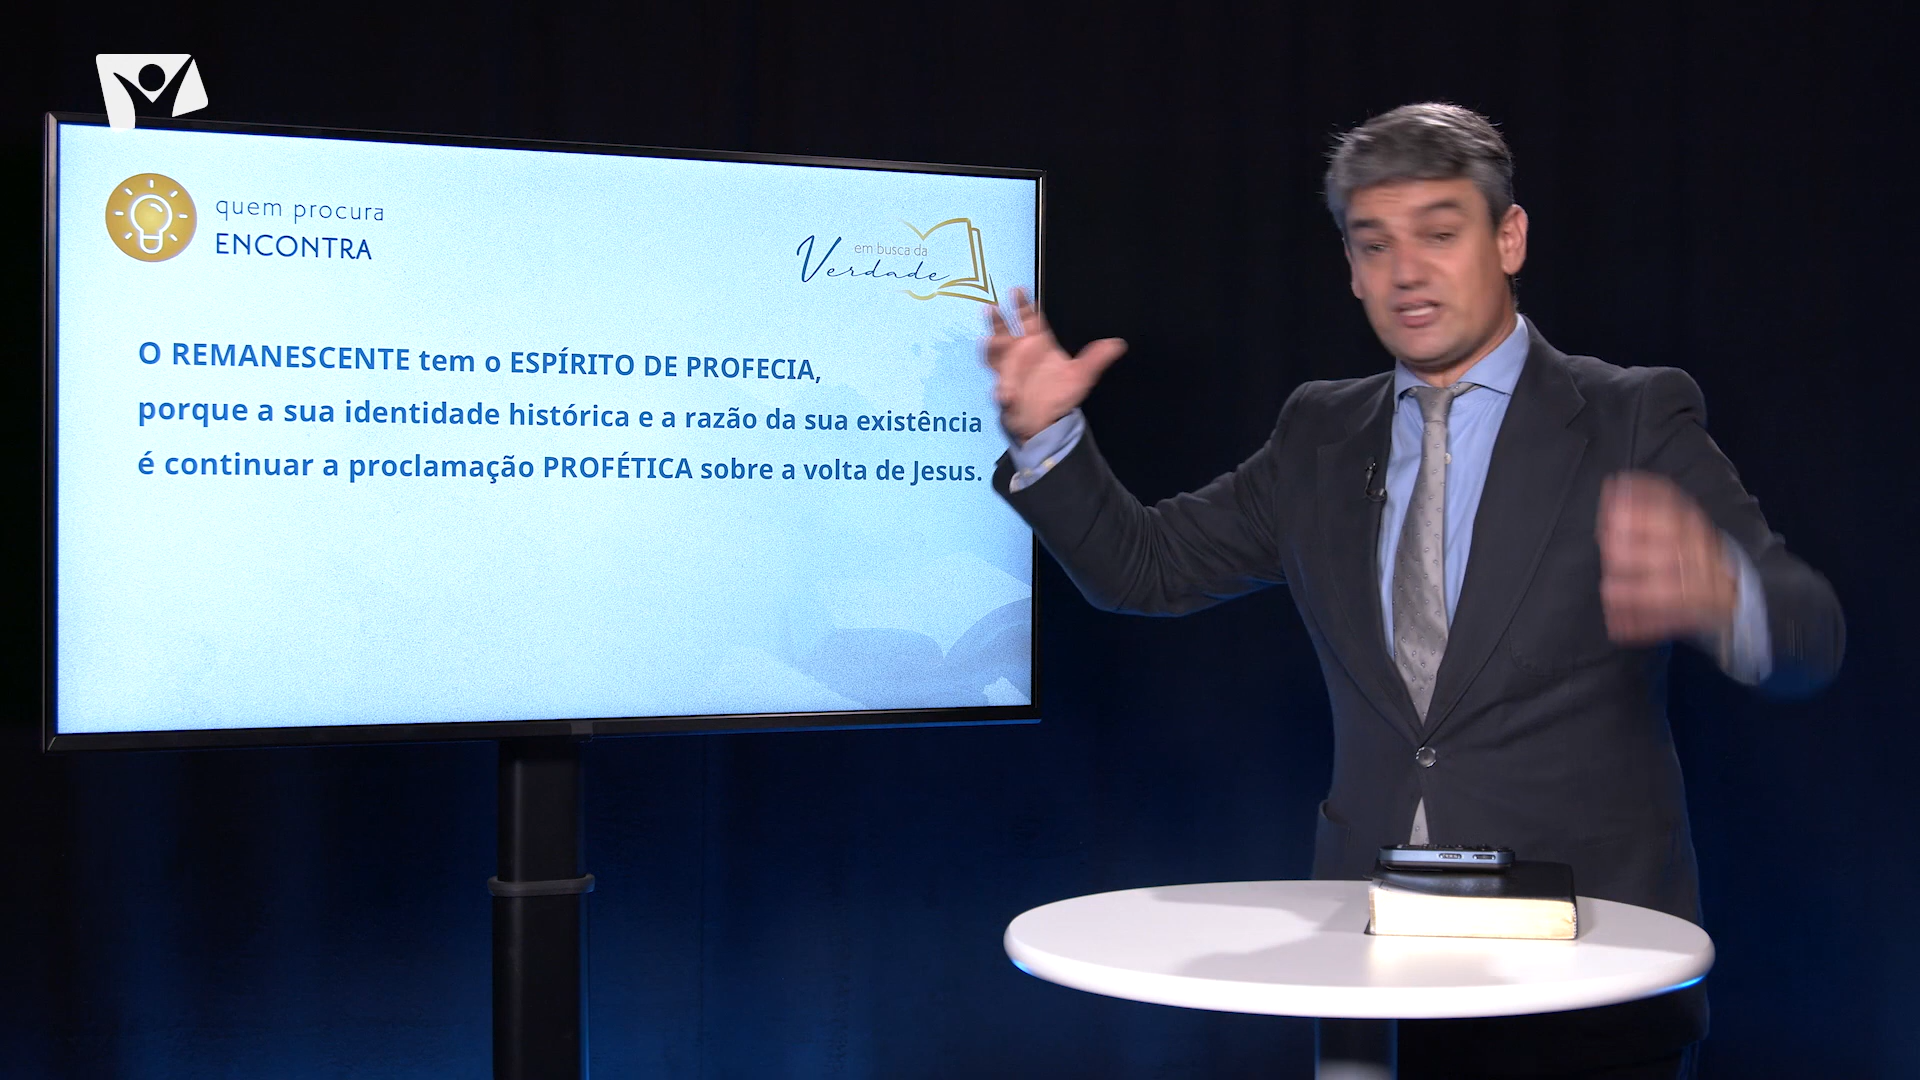 quem procura
ENCONTRA
em busca da
Verdade
O REMANESCENTE tem o ESPÍRITO DE PROFECIA,
porque a sua identidade histórica e a razão da sua existência
é continuar a proclamação PROFÉTICA sobre a volta de Jesus.